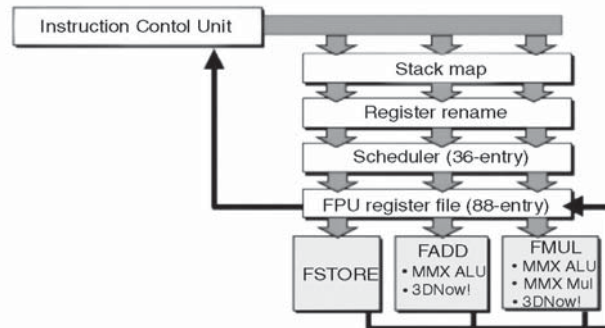 Instruction Contol Unit
Stack map
Register rename
Scheduler (36-entry)
FPU register file (88-entry)
FSTORE
FADD
• MMX ALU
• 3DNow!
FMUL
• MMX ALU
• MMX Mul
• 3DNow!